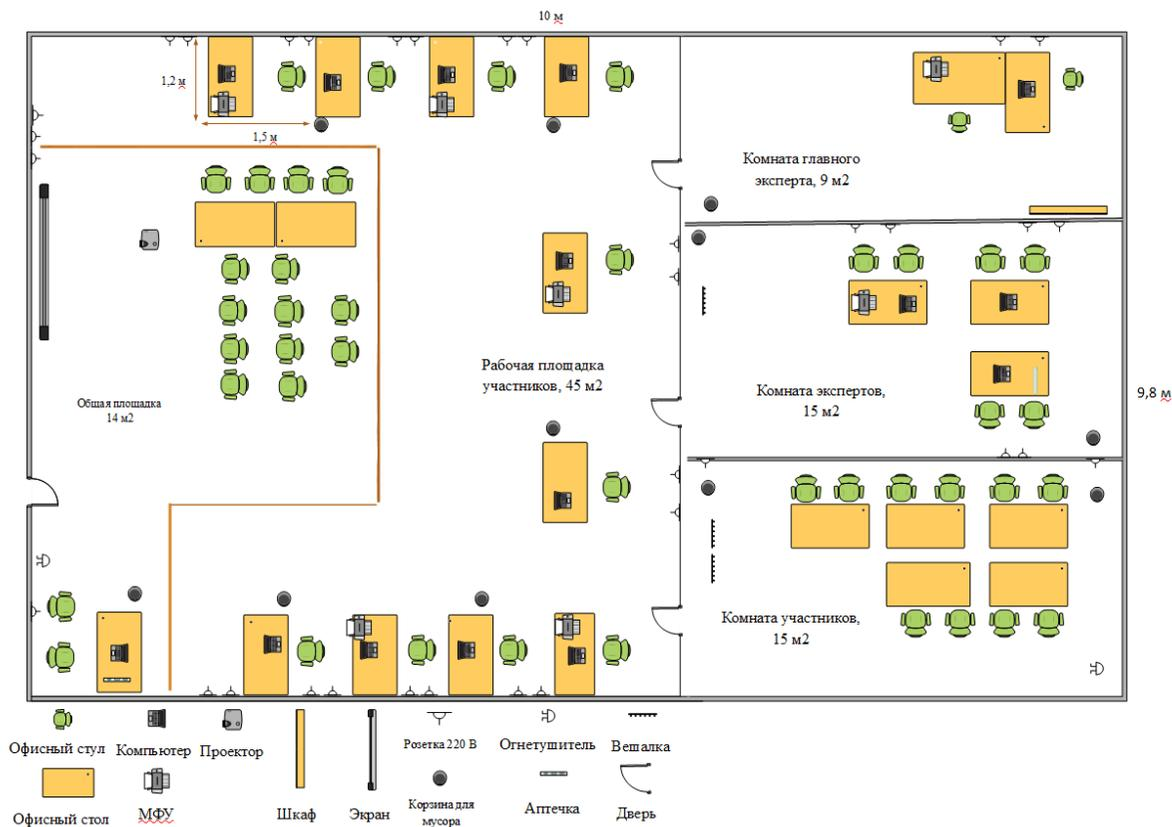 10 м
1,2 м
1,5 м
Комната главного
эксперта, 9 м2
Рабочая площадка
участников, 45 м2
Общая площадка
14 м2
Комната экспертов,
15 м2
9,8 м
Комната участников,
15 м2
Офисный стул
Компьютер
Проектор
Розетка 220 В
Огнетушитель
Вешалка
Офисный стол
МФУ
Шкаф
Экран
Корзина для
мусора
Аптечка
Дверь